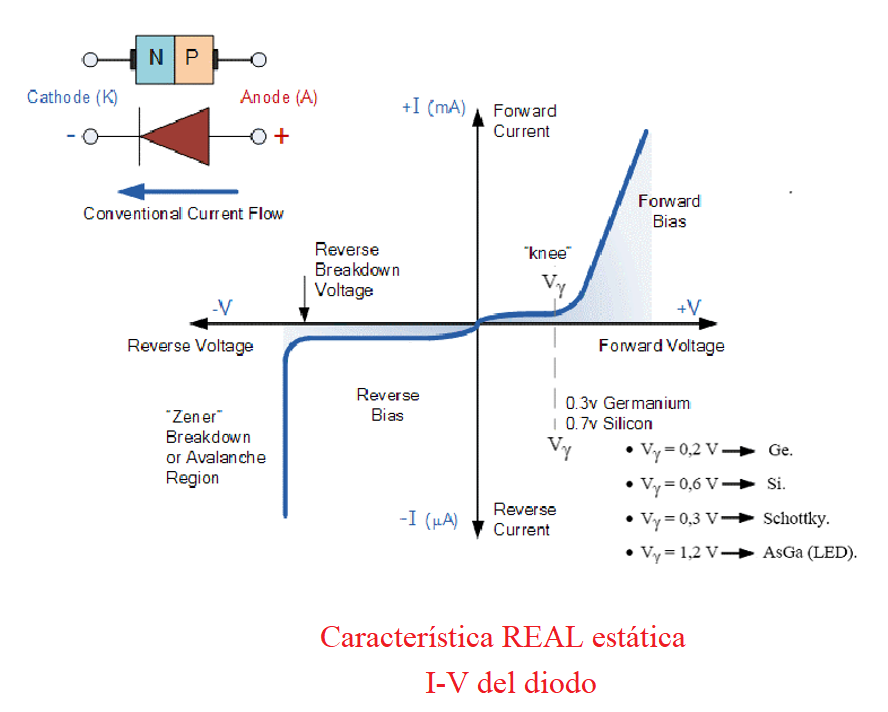 N P
Cathode (K)
Anode (A)
-
+
Conventional Current Flow
+I (mA)
Forward
Current
Forward
Bias
"knee"
Vγ
Reverse
Breakdown
Voltage
-V
+V
Reverse Voltage
Forward Voltage
Reverse
Bias
"Zener"
Breakdown
or Avalanche
Region
0.3v Germanium
0.7v Silicon
Vγ
• Vγ = 0,2 V → Ge.
• Vγ = 0,6 V → Si.
• Vγ = 0,3 V → Schottky.
• Vγ = 1,2 V → AsGa (LED).
-I (μA)
Reverse
Current
Característica REAL estática
I-V del diodo